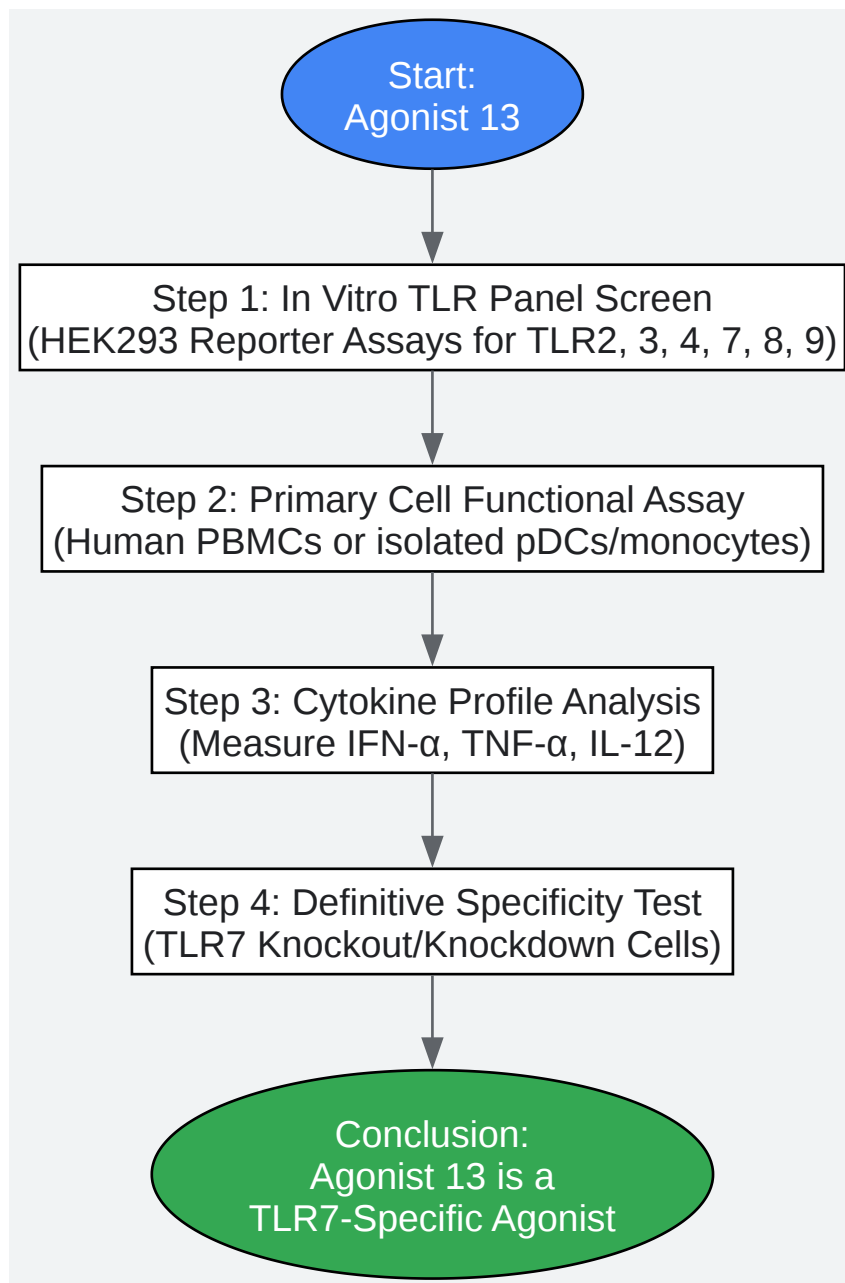 Start:
Agonist 13
Step 1: In Vitro TLR Panel Screen
(HEK293 Reporter Assays for TLR2, 3, 4, 7, 8, 9)
Step 2: Primary Cell Functional Assay
(Human PBMCs or isolated pDCs/monocytes)
Step 3: Cytokine Profile Analysis
(Measure IFN-α, TNF-α, IL-12)
Step 4: Definitive Specificity Test
(TLR7 Knockout/Knockdown Cells)
Conclusion:
Agonist 13 is a
TLR7-Specific Agonist